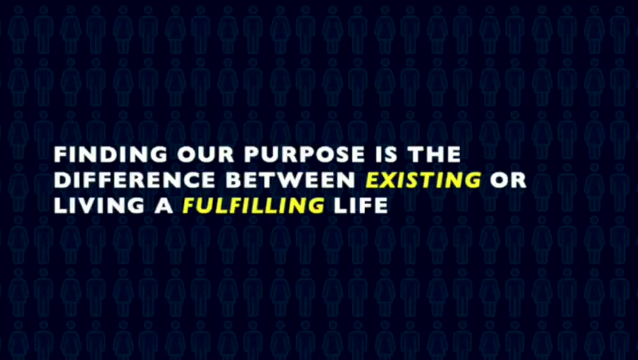 FINDING OUR PURPOSE IS THE
DIFFERENCE BETWEEN EXISTING OR
LIVING A FULFILLING LIFE